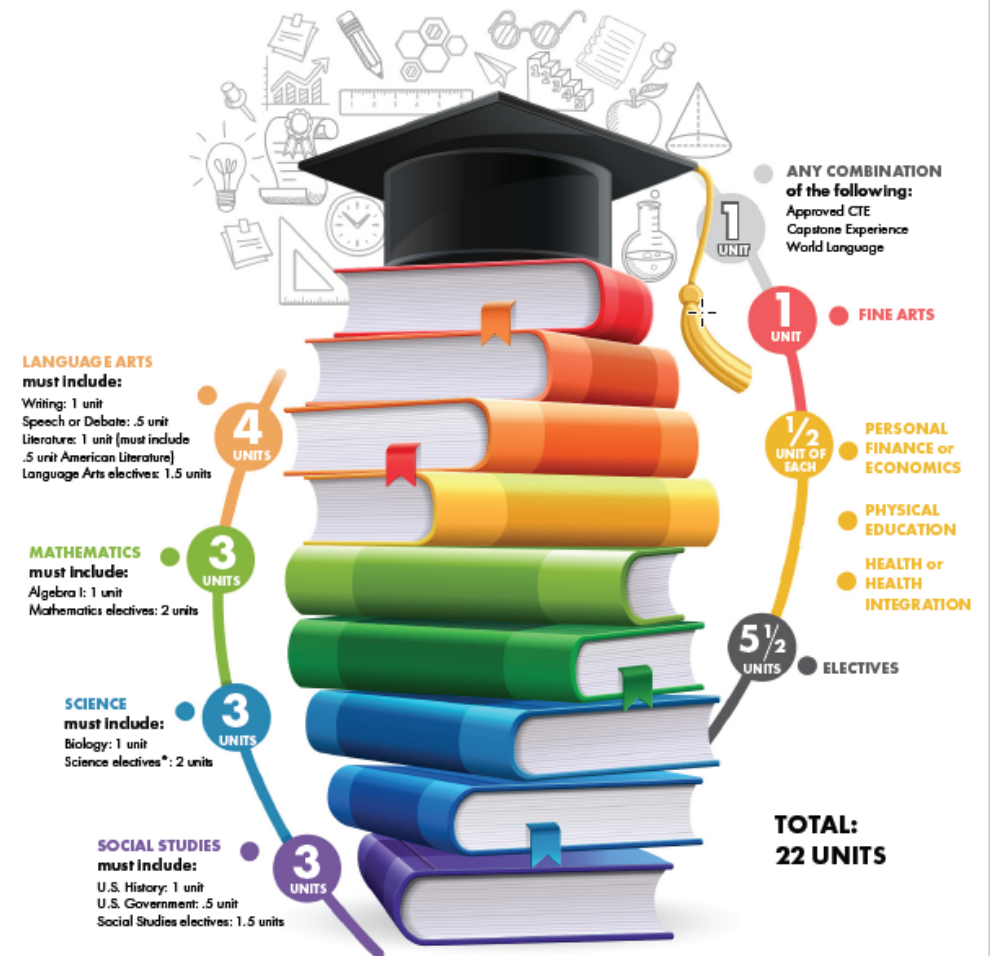 ANY COMBINATION
of the following:
Approved CTE
Capstone Experience
World Language
1
UNIT
1
UNIT
FINE ARTS
1/2
UNIT OF
EACH
PERSONAL
FINANCE or
ECONOMICS
PHYSICAL
EDUCATION
HEALTH or
HEALTH
INTEGRATION
5 1/2
UNITS
ELECTIVES
LANGUAGE ARTS
must include:
Writing: 1 unit
Speech or Debate: .5 unit
Literature: 1 unit (must include
.5 unit American Literature)
Language Arts electives: 1.5 units
4
UNITS
MATHEMATICS
must include:
Algebra I: 1 unit
Mathematics electives: 2 units
3
UNITS
SCIENCE
must include:
Biology: 1 unit
Science electives*: 2 units
3
UNITS
SOCIAL STUDIES
must include:
U.S. History: 1 unit
U.S. Government: .5 unit
Social Studies electives: 1.5 units
3
UNITS
TOTAL:
22 UNITS